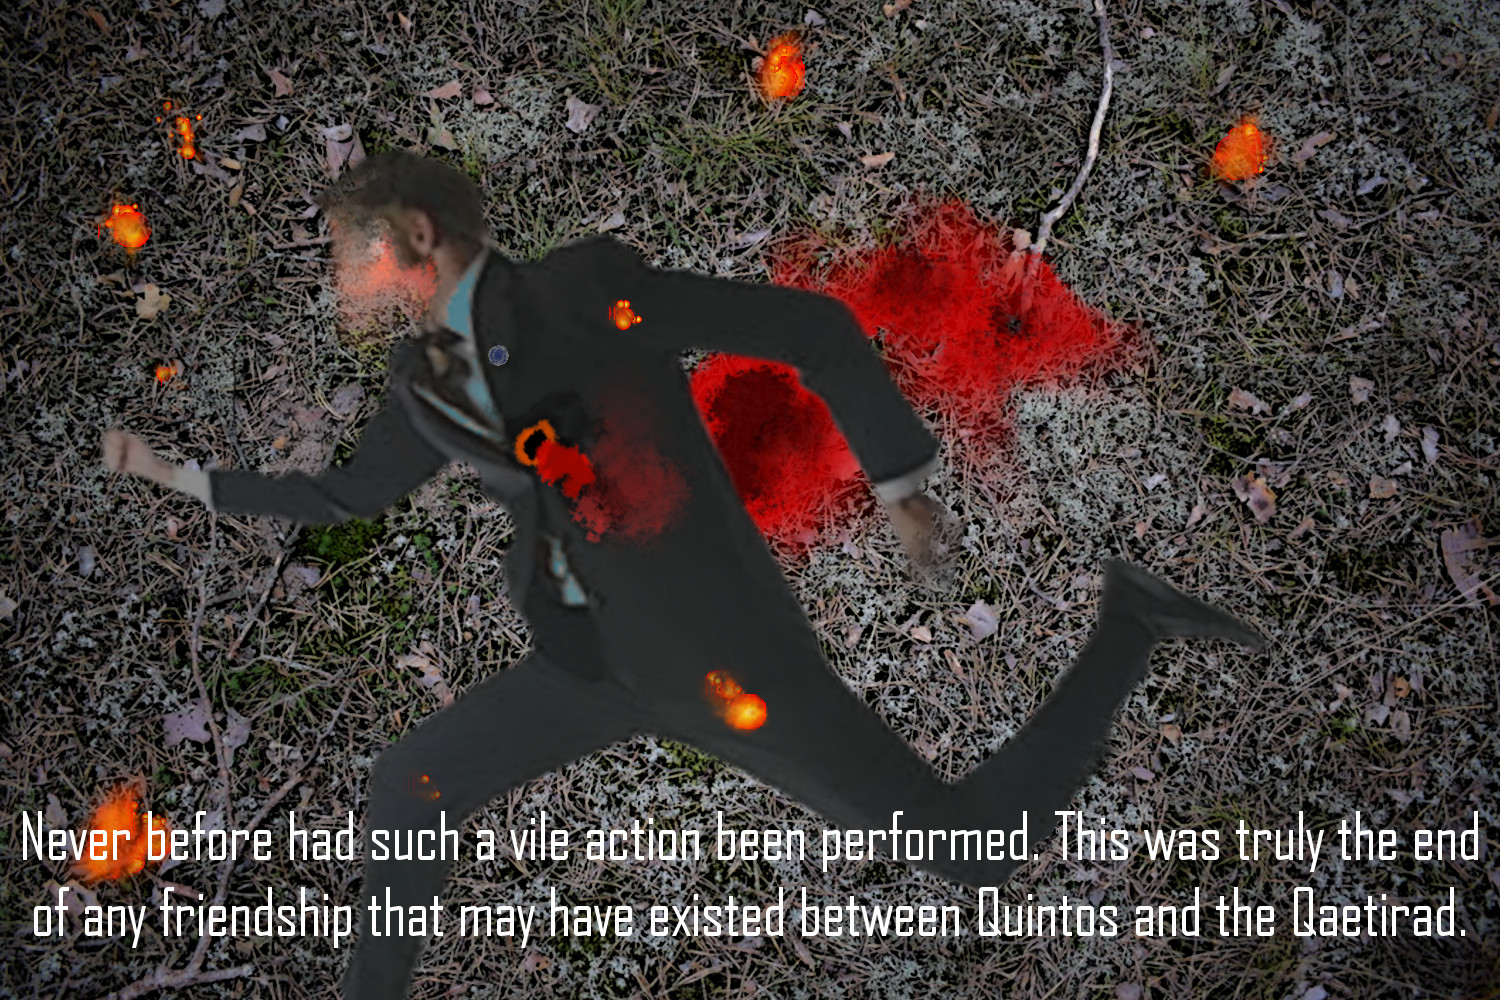 Never before had such a vile action been performed. This was truly the end
of any friendship that may have existed between Quintos and the Qaetirad.